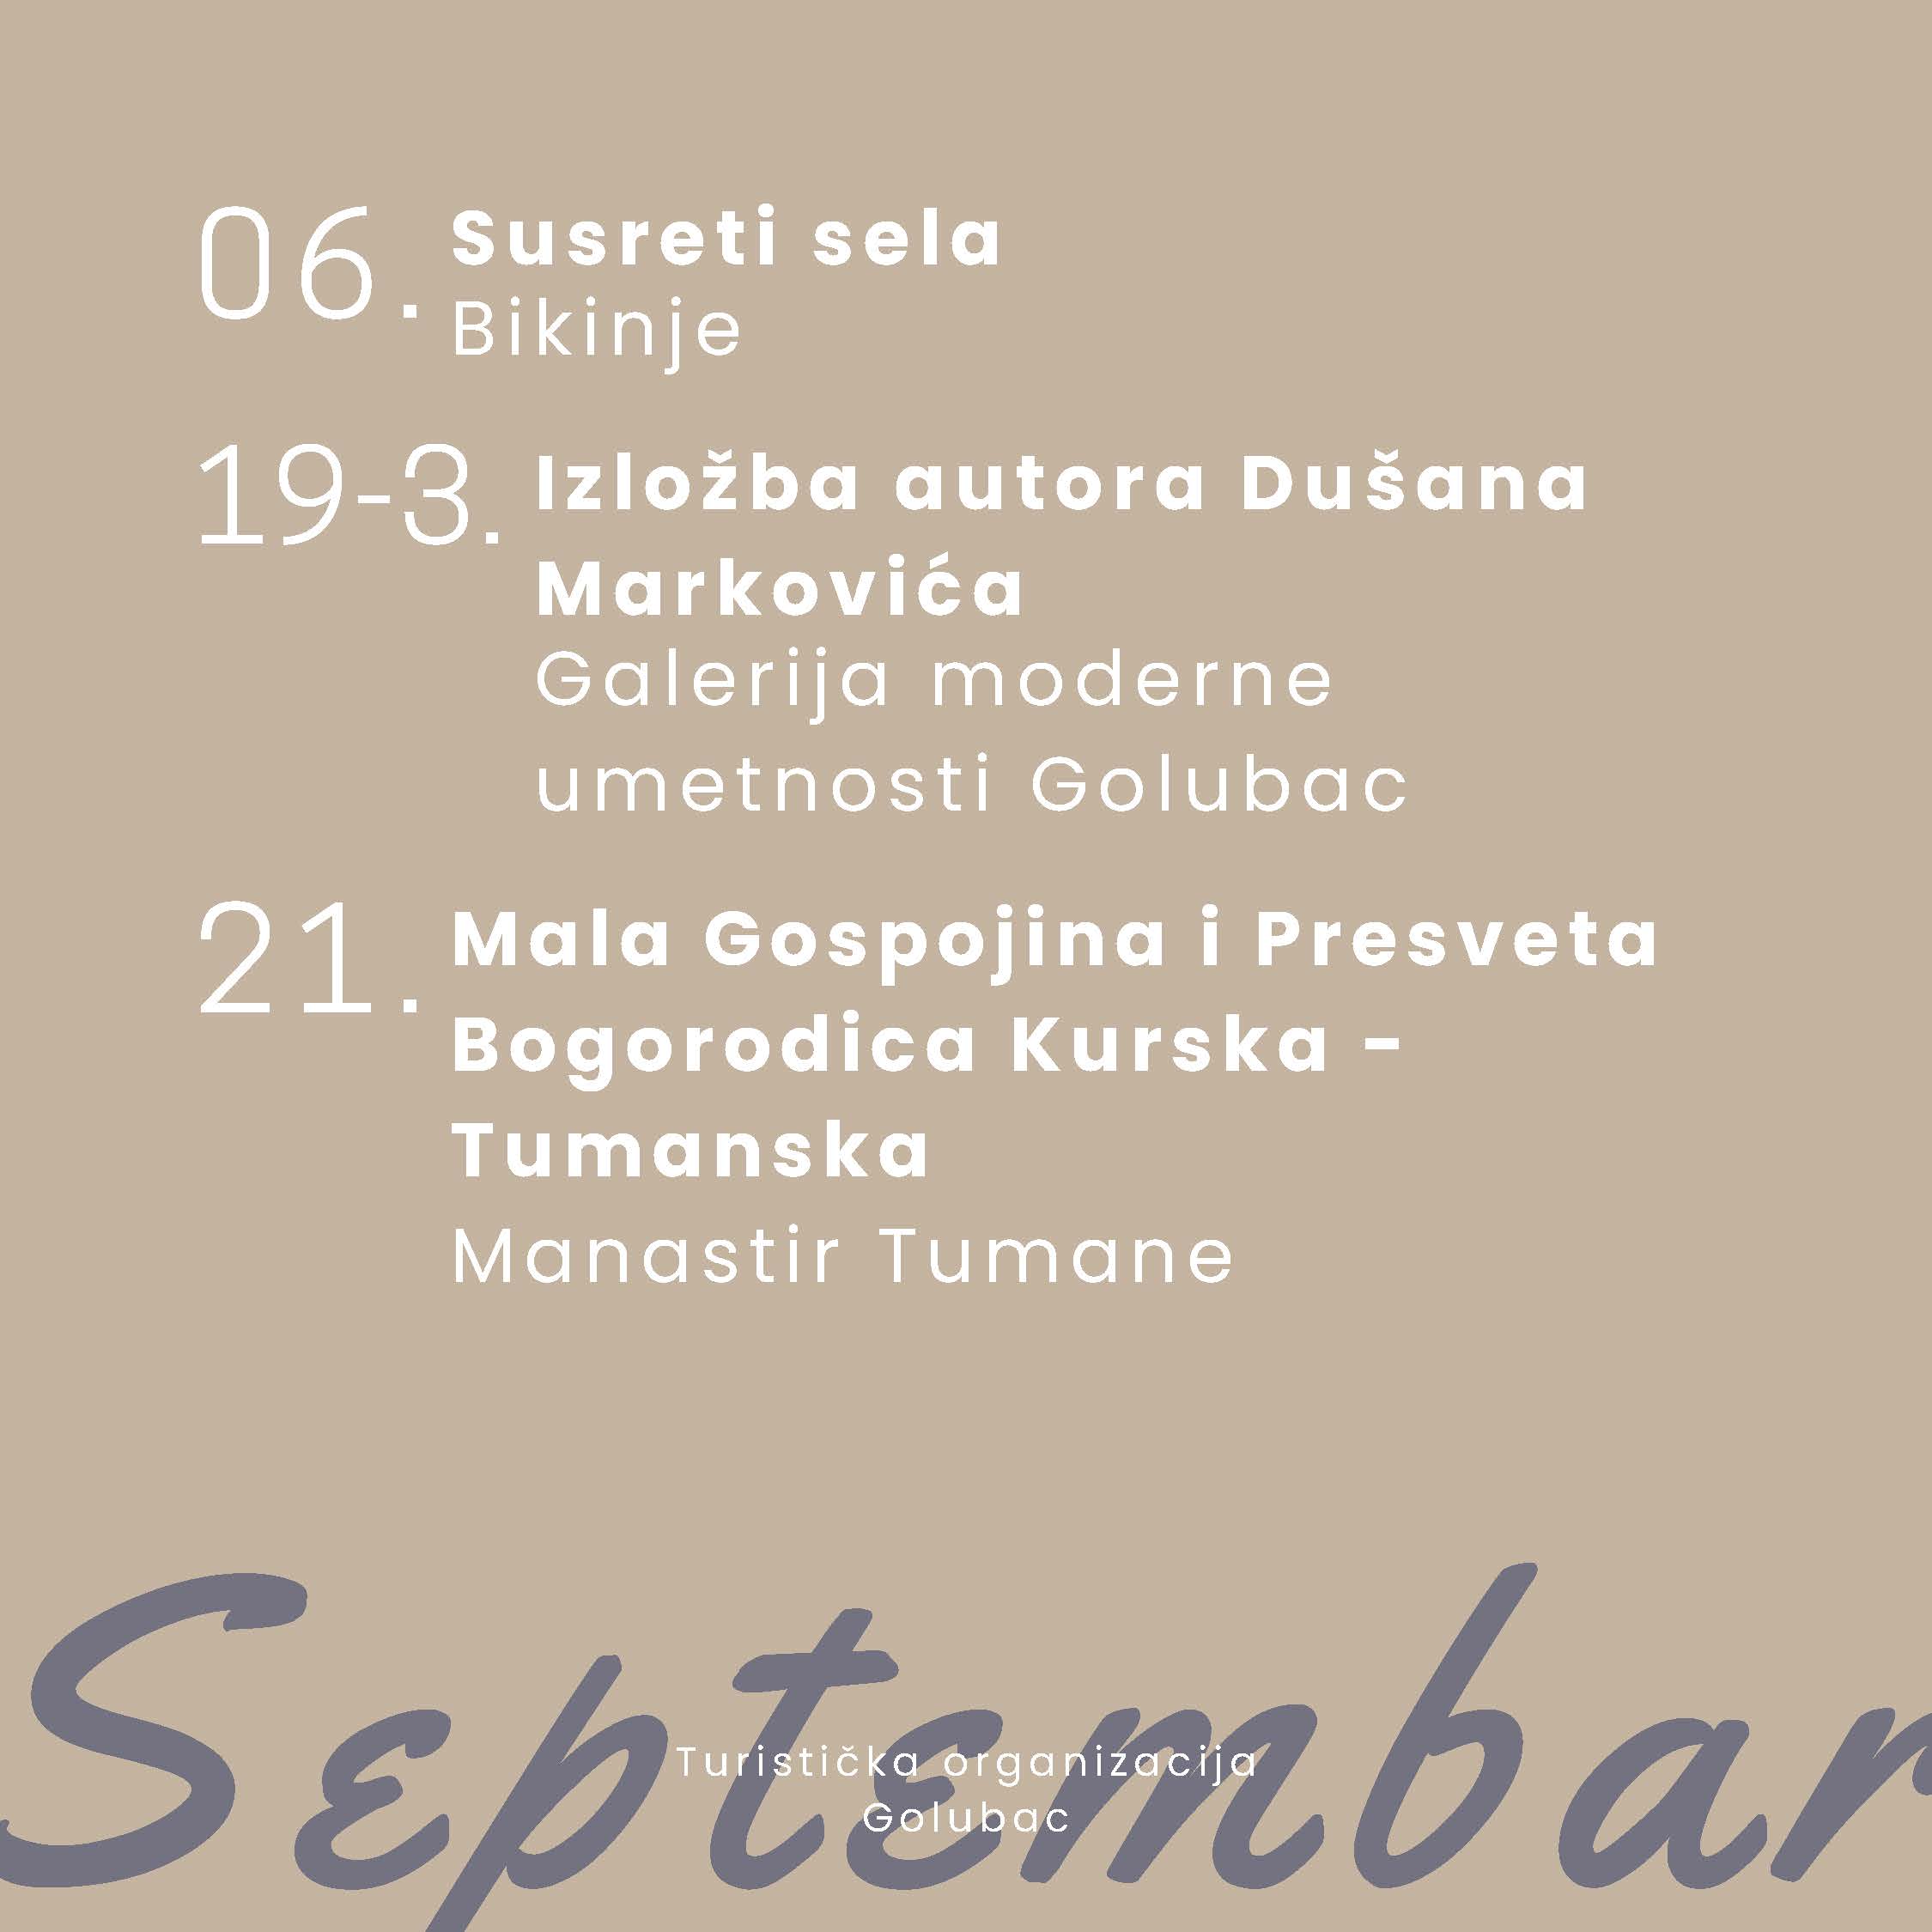 06. Susreti sela
Bikinje
19-3. Izložba autora Dušana
Markovića
Galerija moderne
umetnosti Golubac
21. Mala Gospojina i Presveta
Bogorodica Kurska -
Tumanska
Manastir Tumane
Septembar
Turistička organizacija
Golubac